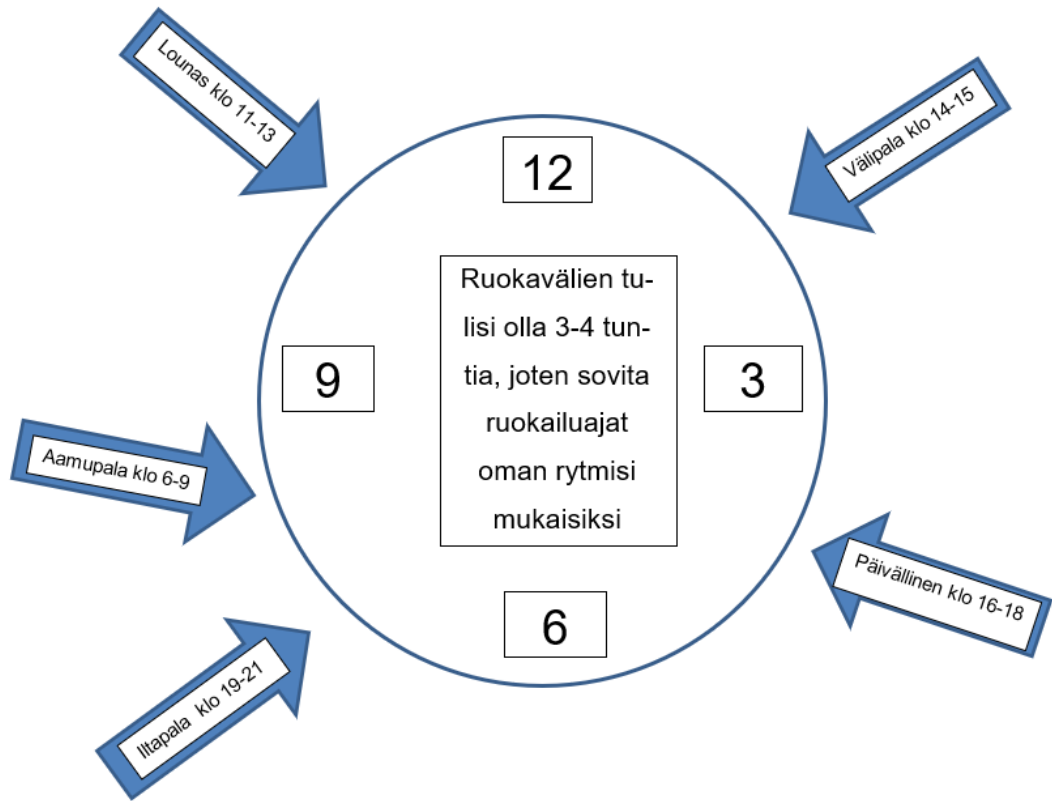 Lounas klo 11-13
Välipala klo 14-15
12
Ruokavälien tu-
lisi olla 3-4 tun-
tia, joten sovita
ruokailuajat
oman rytmisi
mukaisiksi
9
3
Aamupala klo 6-9
Päivällinen klo 16-18
6
Iltapala klo 19-21